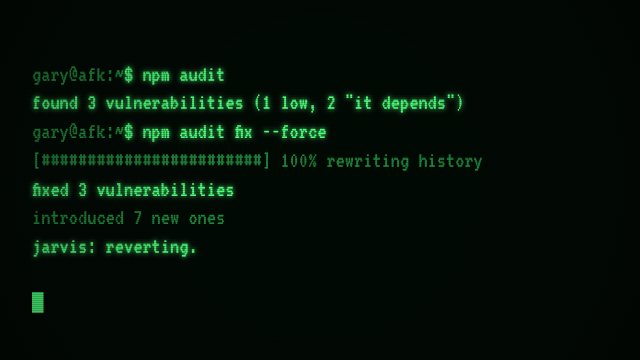 gary@afk:~$ npm audit
found 3 vulnerabilities (1 low, 2 "it depends")
gary@afk:~$ npm audit fix --force
[########################] 100% rewriting history
fixed 3 vulnerabilities
introduced 7 new ones
jarvis: reverting.